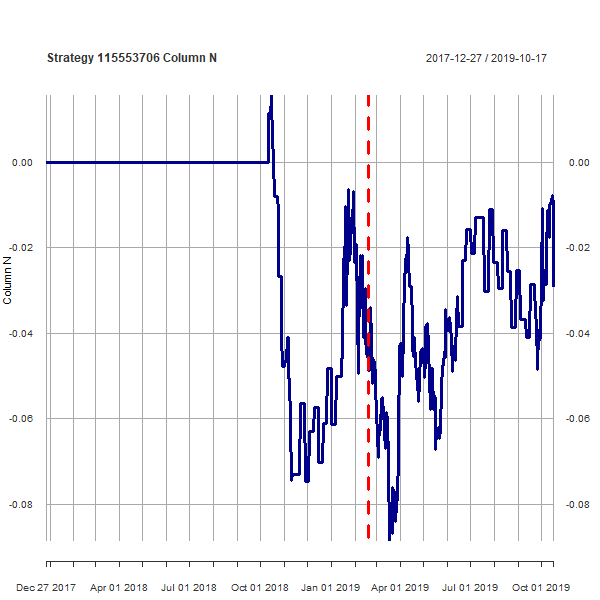 Strategy 115553706 Column N
2017-12-27 / 2019-10-17
0.00 0.00
-0.02 -0.02
Column N
-0.04 -0.04
-0.06 -0.06
-0.08 -0.08
Dec 27 2017 Apr 01 2018 Jul 01 2018 Oct 01 2018 Jan 01 2019 Apr 01 2019 Jul 01 2019 Oct 01 2019